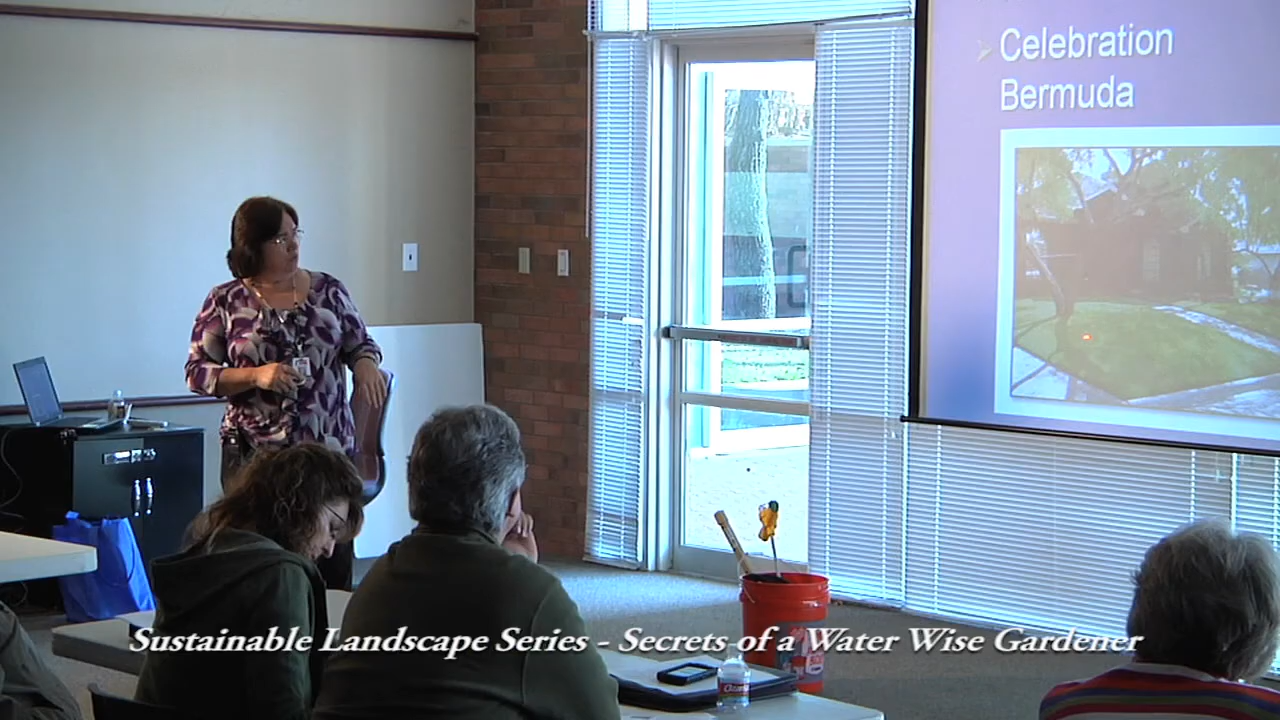 Celebration
Bermuda
Sustainable Landscape Series - Secrets of a Water Wise Gardener